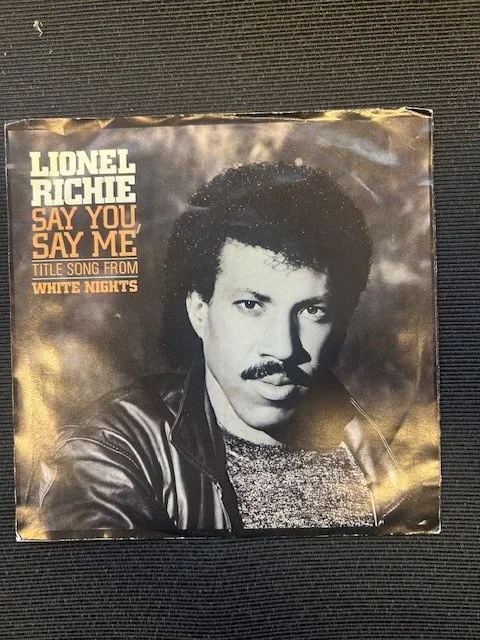 LIONEL
RICHIE
SAY YOU,
SAY ME
TITLE SONG FROM
WHITE NIGHTS